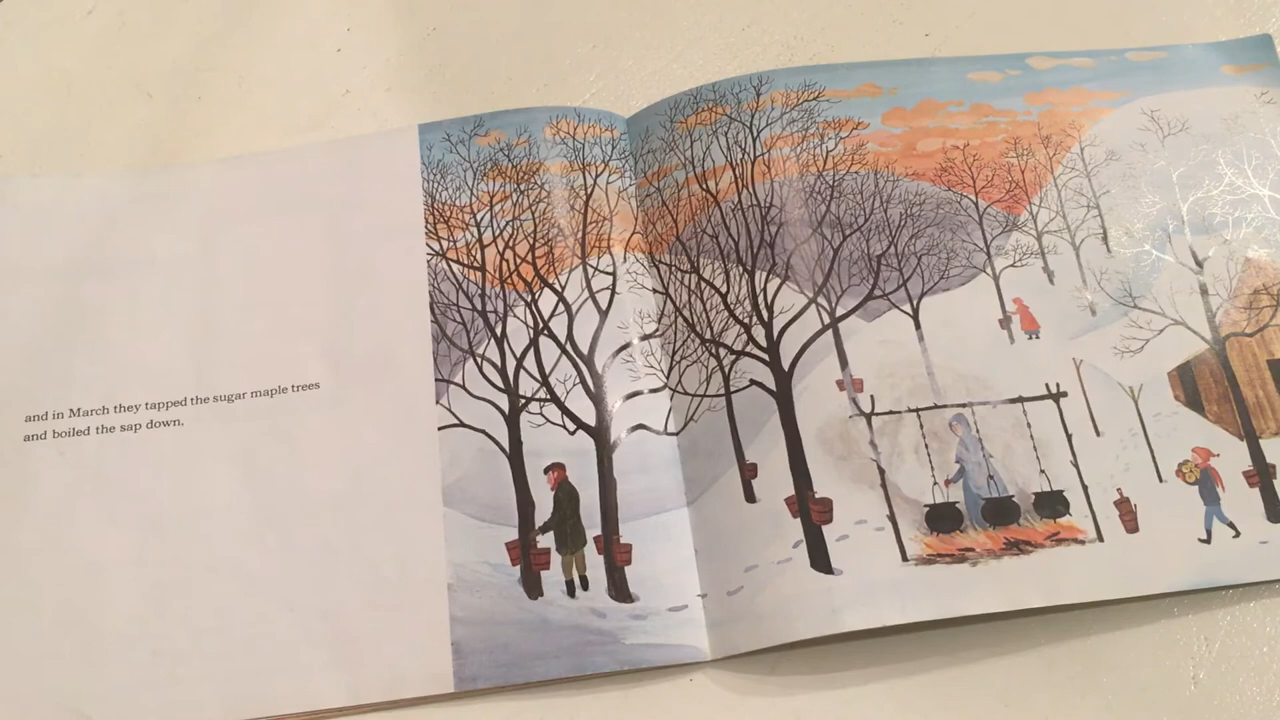 and in March they tapped the sugar maple trees
and boiled the sap down,